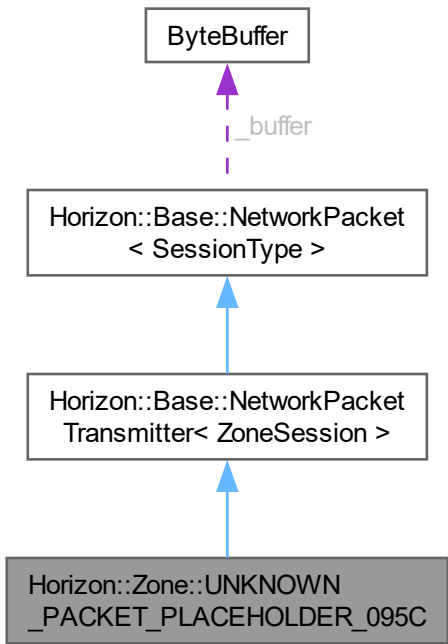 ByteBuffer
_buffer
Horizon::Base::NetworkPacket
< SessionType >
Horizon::Base::NetworkPacket
Transmitter< ZoneSession >
Horizon::Zone::UNKNOWN
_PACKET_PLACEHOLDER_095C